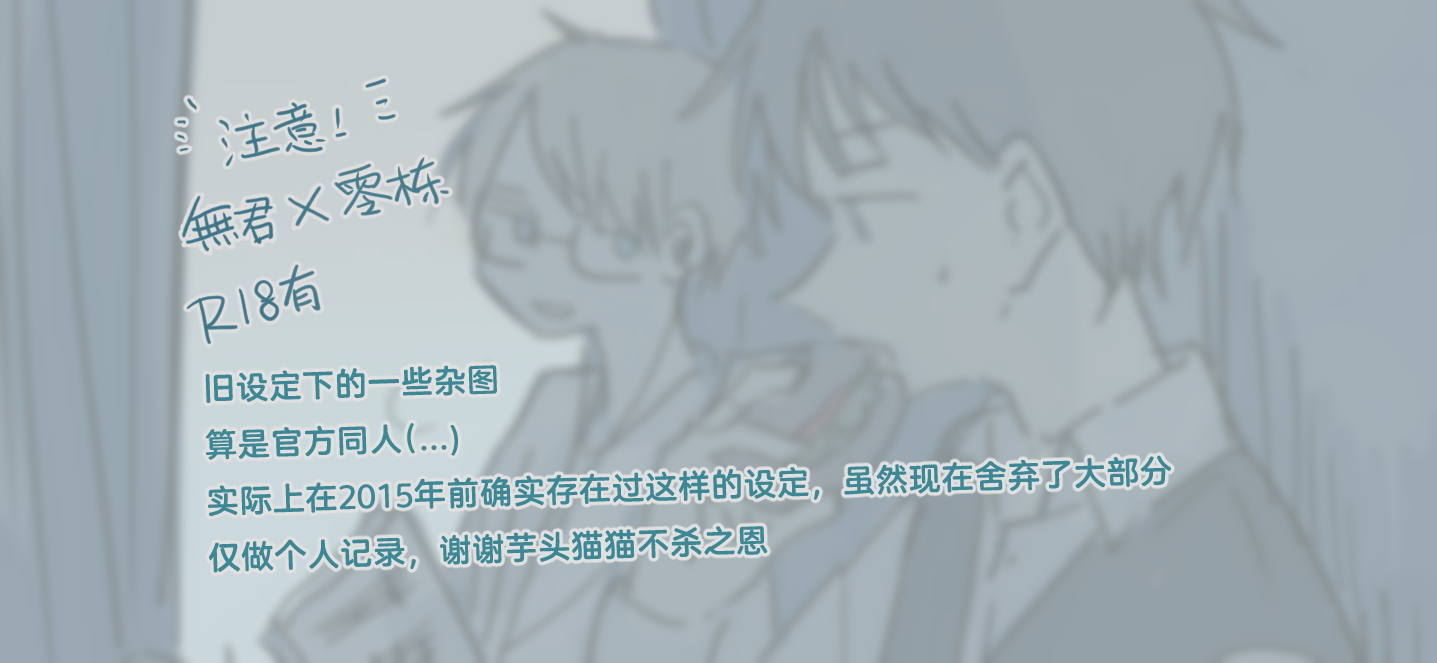 注意！
無君×零栋
R18有
旧设定下的一些杂图
算是官方同人(...)
实际上在2015年前确实存在过这样的设定，虽然现在舍弃了大部分
仅做个人记录，谢谢芋头猫猫不杀之恩